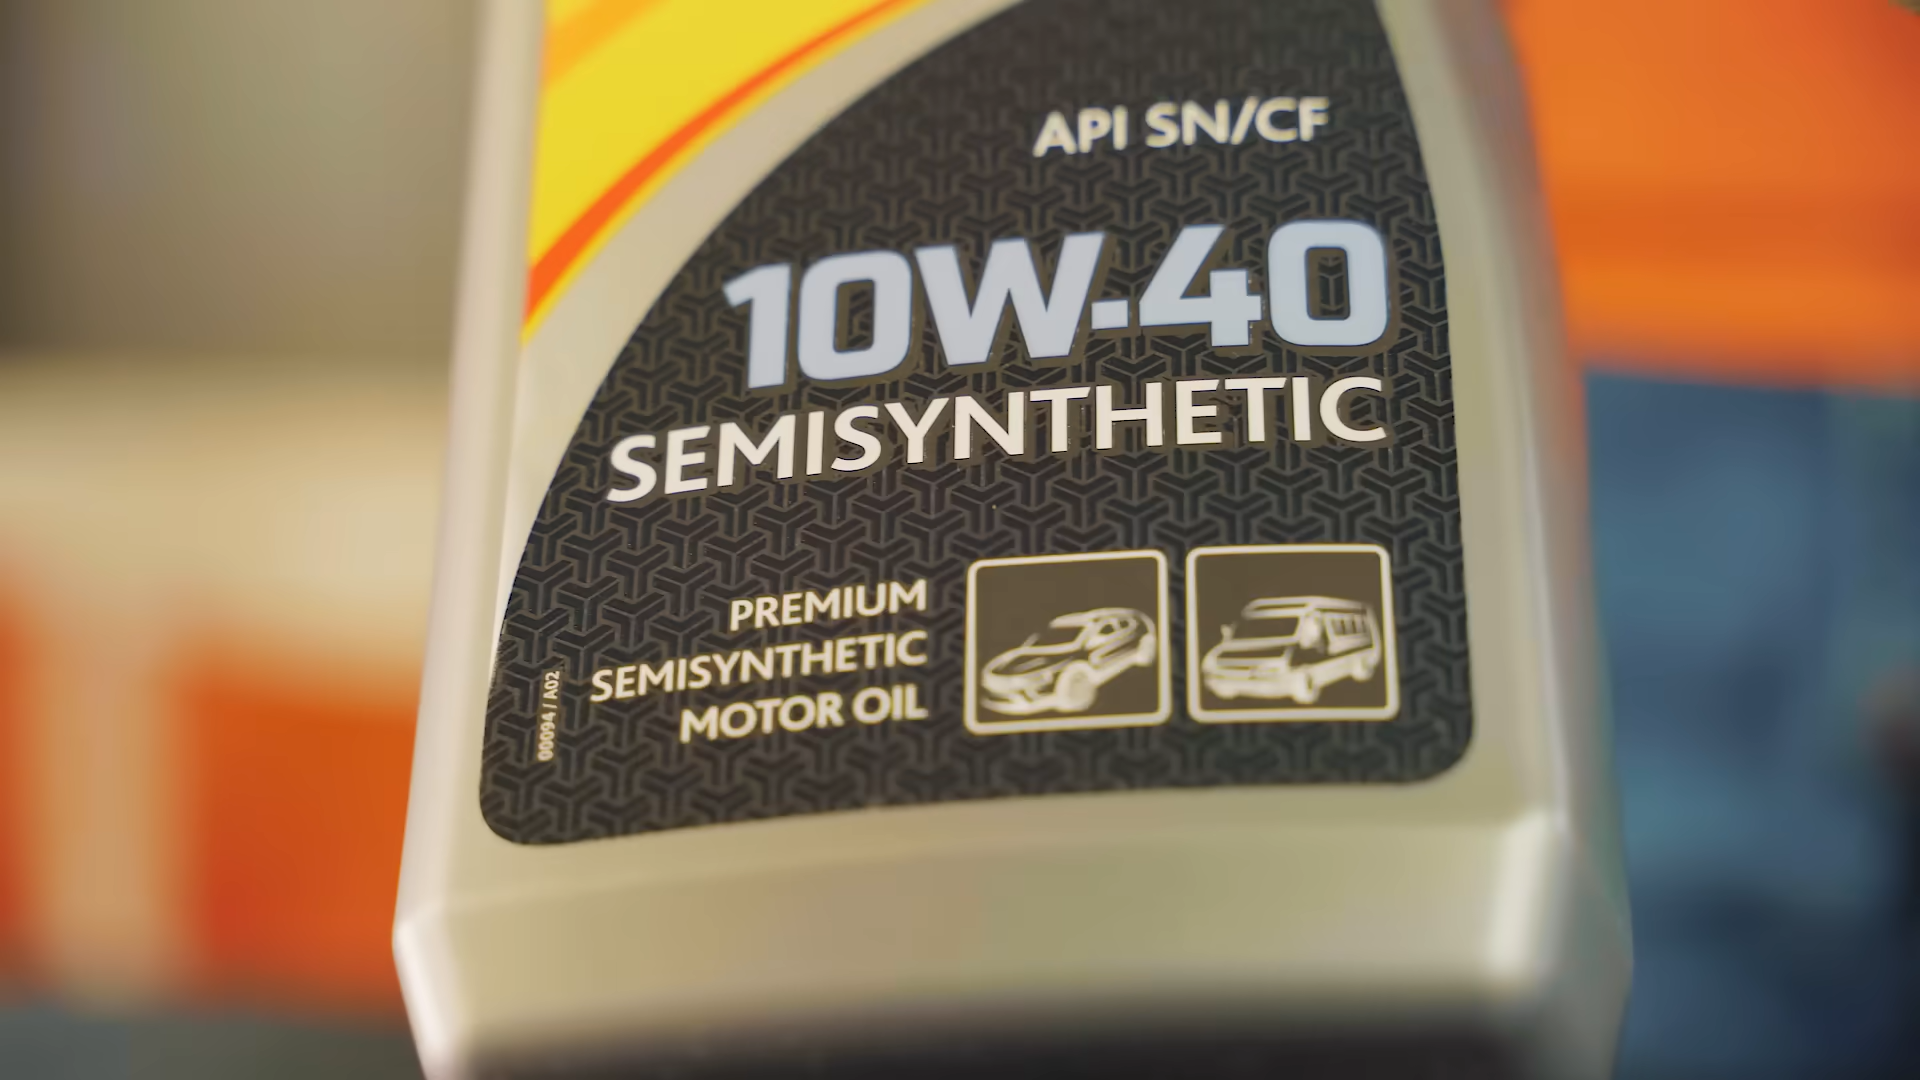 API SN/CF
10W-40
SEMISYNTHETIC
PREMIUM
SEMISYNTHETIC
MOTOR OIL
00094 / A02